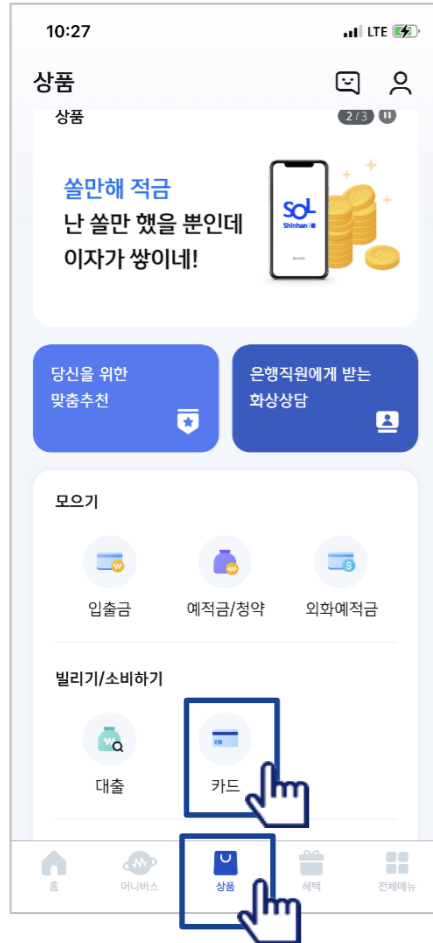 10:27
LTE
상품
상품
2/3
쏠만해 적금
난 쏠만 했을 뿐인데
이자가 쌓이네!
SOL
Shinhan
당신을 위한
맞춤추천
은행직원에게 받는
화상상담
모으기
입출금
예적금/청약
외화예적금
빌리기/소비하기
대출
카드
홈
머니버스
상품
혜택
전체메뉴